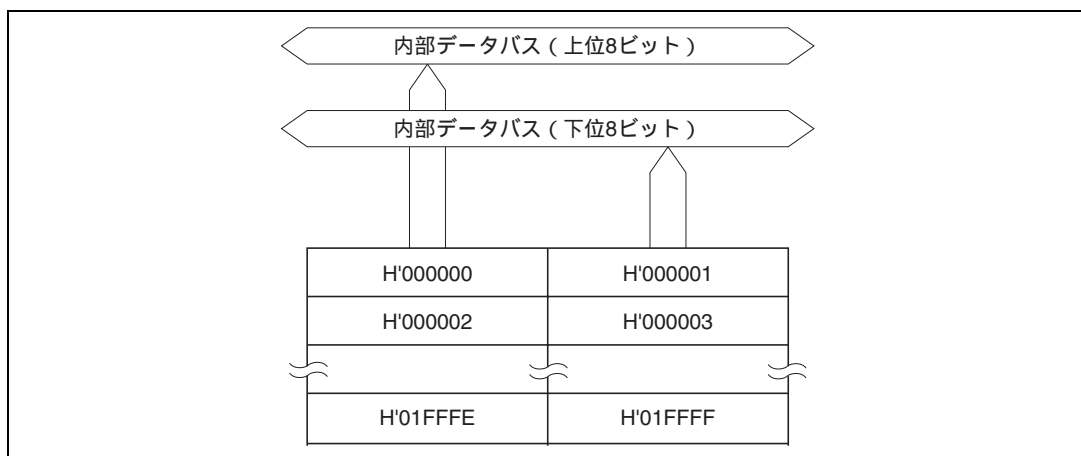 内部データバス（上位8ビット）
内部データバス（下位8ビット）
H'000000 H'000001
H'000002 H'000003
H'01FFFE H'01FFFF